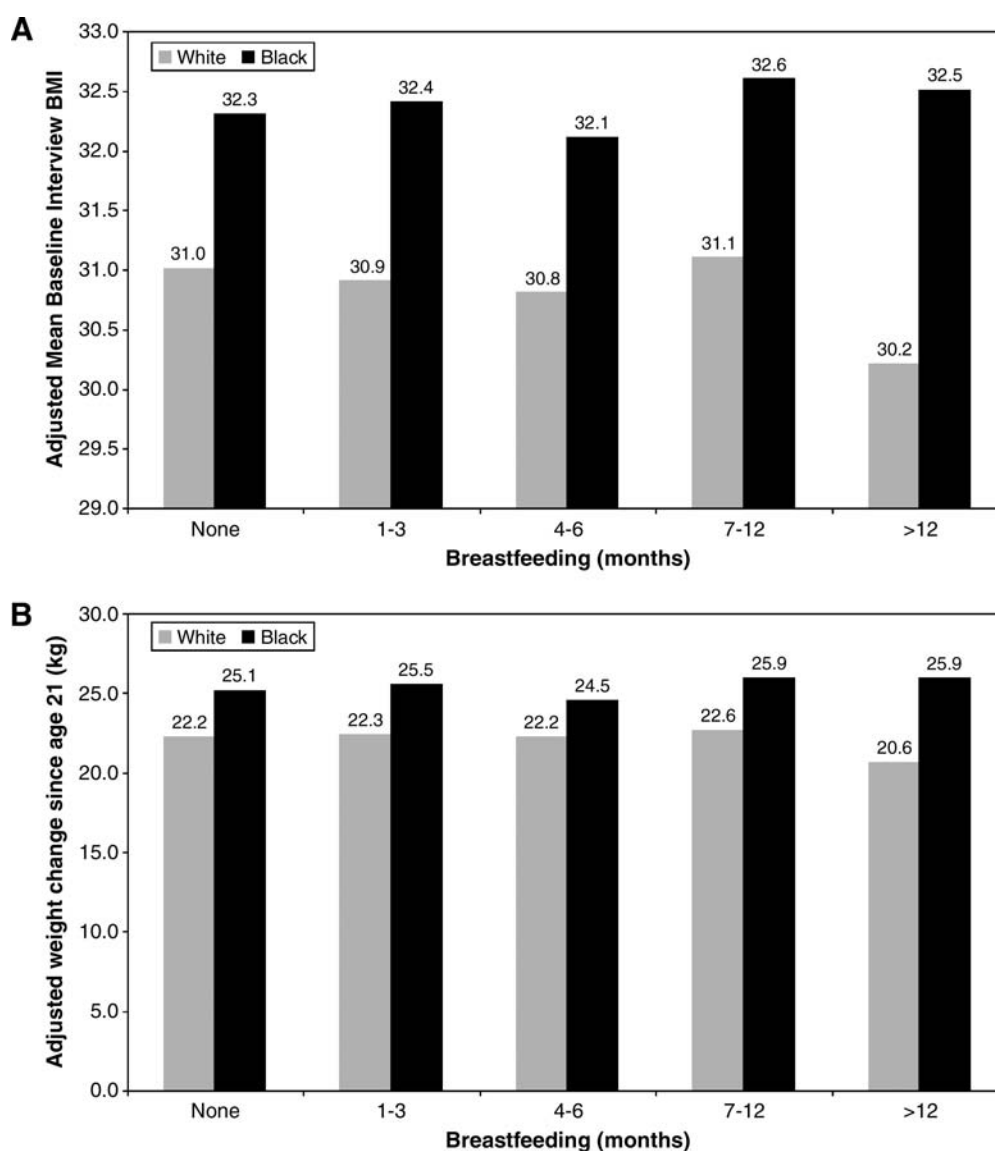 A
Adjusted Mean Baseline Interview BMI
33.0
32.5
32.0
31.5
31.0
30.5
30.0
29.5
29.0
White Black
31.0 32.3
30.9 32.4
30.8 32.1
31.1 32.6
30.2 32.5
None 1-3 4-6 7-12 >12
Breastfeeding (months)
B
Adjusted weight change since age 21 (kg)
30.0
25.0
20.0
15.0
10.0
5.0
0.0
White Black
22.2 25.1
22.3 25.5
22.2 24.5
22.6 25.9
20.6 25.9
None 1-3 4-6 7-12 >12
Breastfeeding (months)